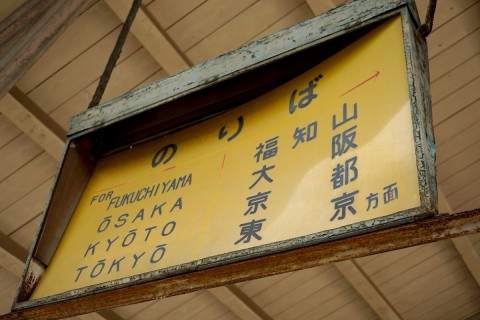 のりば
FOR FUKUCHIYAMA
ŌSAKA
KYŌTO
TŌKYŌ
福知山
大阪
京都
東京方面